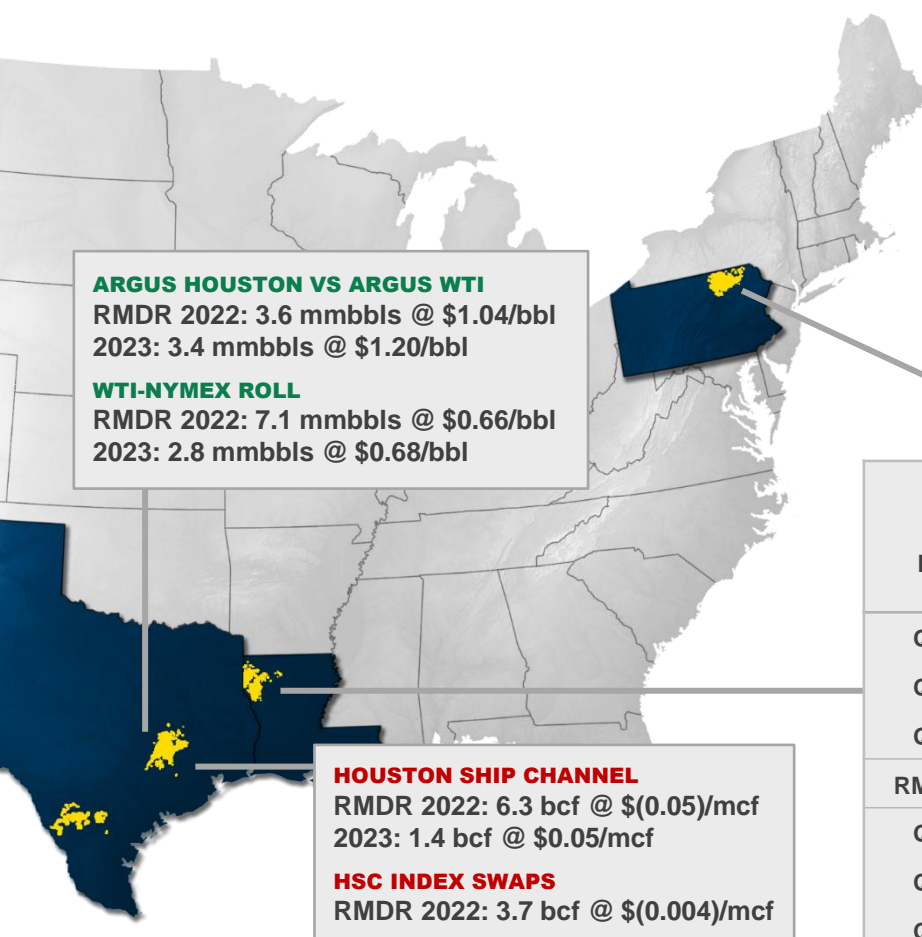 ARGUS HOUSTON VS ARGUS WTI
RMDR 2022: 3.6 mmbbls @ $1.04/bbl
2023: 3.4 mmbbls @ $1.20/bbl
WTI-NYMEX ROLL
RMDR 2022: 7.1 mmbbls @ $0.66/bbl
2023: 2.8 mmbbls @ $0.68/bbl
HOUSTON SHIP CHANNEL
RMDR 2022: 6.3 bcf @ $(0.05)/mcf
2023: 1.4 bcf @ $0.05/mcf
HSC INDEX SWAPS
RMDR 2022: 3.7 bcf @ $(0.004)/mcf